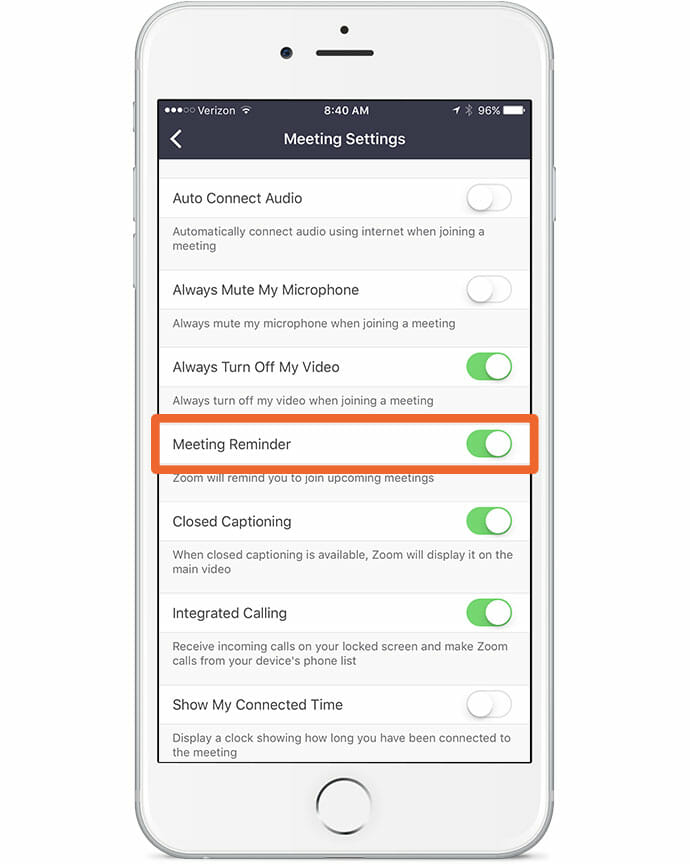 Verizon 8:40 AM 96%
Meeting Settings
Auto Connect Audio
Automatically connect audio using internet when joining a
meeting
Always Mute My Microphone
Always mute my microphone when joining a meeting
Always Turn Off My Video
Always turn off my video when joining a meeting
Meeting Reminder
Zoom will remind you to join upcoming meetings
Closed Captioning
When closed captioning is available, Zoom will display it on the
main video
Integrated Calling
Receive incoming calls on your locked screen and make Zoom
calls from your device's phone list
Show My Connected Time
Display a clock showing how long you have been connected to
the meeting